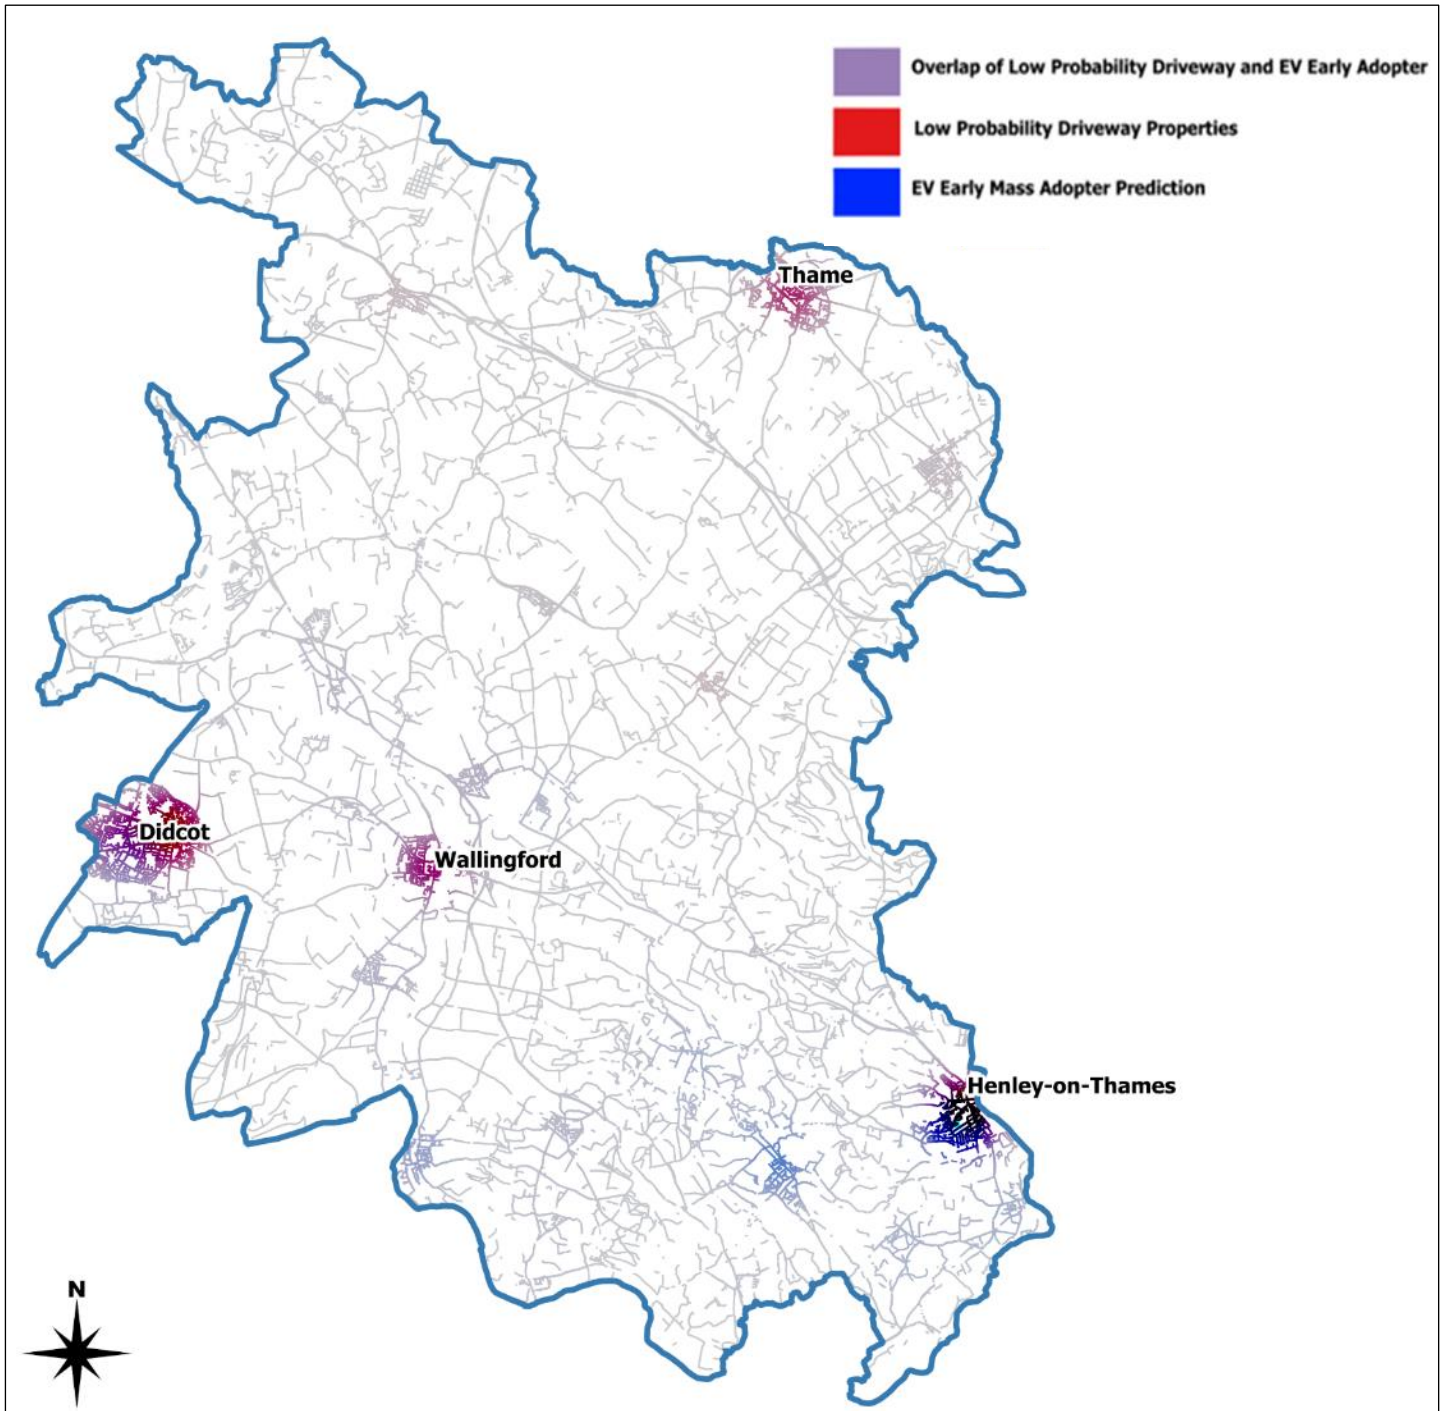 Overlap of Low Probability Driveway and EV Early Adopter
Low Probability Driveway Properties
EV Early Mass Adopter Prediction
Thame
Didcot
Wallingford
Henley-on-Thames
N